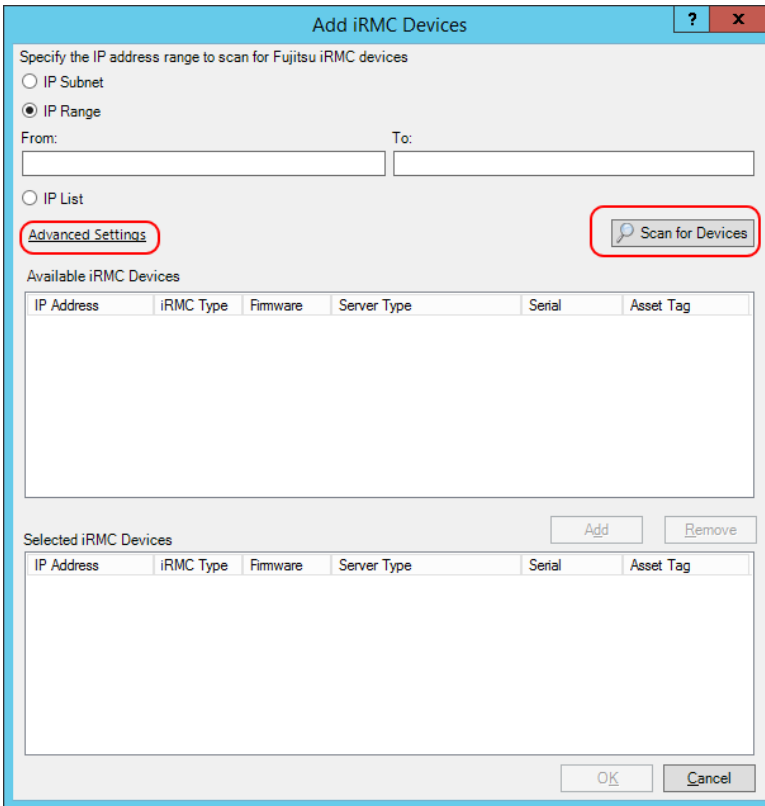 Add iRMC Devices
? x
Specify the IP address range to scan for Fujitsu iRMC devices
IP Subnet
IP Range
From: To:
IP List
Advanced Settings Scan for Devices
Available iRMC Devices
IP Address iRMC Type Firmware Server Type Serial Asset Tag
Add Remove
Selected iRMC Devices
IP Address iRMC Type Firmware Server Type Serial Asset Tag
OK Cancel